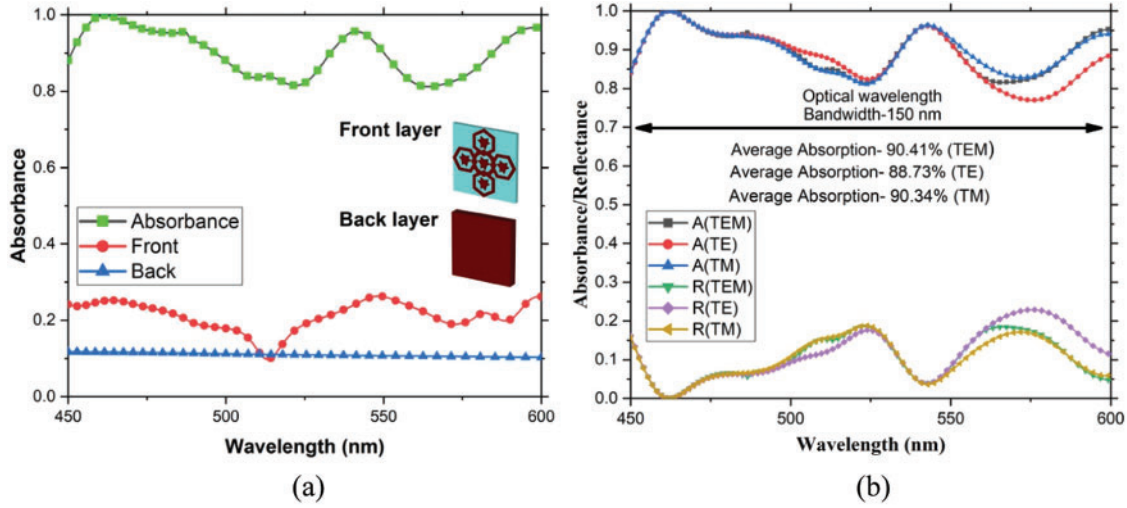 1.0
0.8
0.6
0.4
0.2
0.0
Absorbance
Front layer
Back layer
Absorbance
Front
Back
450
500
550
600
Wavelength (nm)
(a)
1.0
0.9
0.8
0.7
0.6
0.5
0.4
0.3
0.2
0.1
0.0
Absorbance/Reflectance
Optical wavelength
Bandwidth-150 nm
Average Absorption- 90.41% (TEM)
Average Absorption- 88.73% (TE)
Average Absorption- 90.34% (TM)
A(TEM)
A(TE)
A(TM)
R(TEM)
R(TE)
R(TM)
450
500
550
600
Wavelength (nm)
(b)